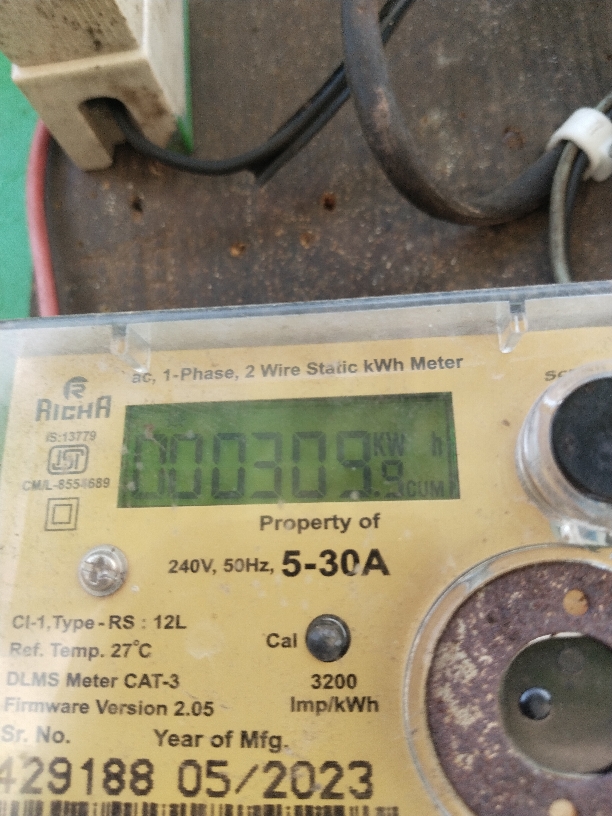 ac, 1-Phase, 2 Wire Static kWh Meter
RICHA
IS:13779
ISI
000309.9 KW h
CUM
Property of
240V, 50Hz, 5-30A
Cl-1, Type-RS : 12L
Ref. Temp. 27°C
Cal
DLMS Meter CAT-3
3200
Firmware Version 2.05
Imp/kWh
Sr. No. Year of Mfg.
429188 05/2023